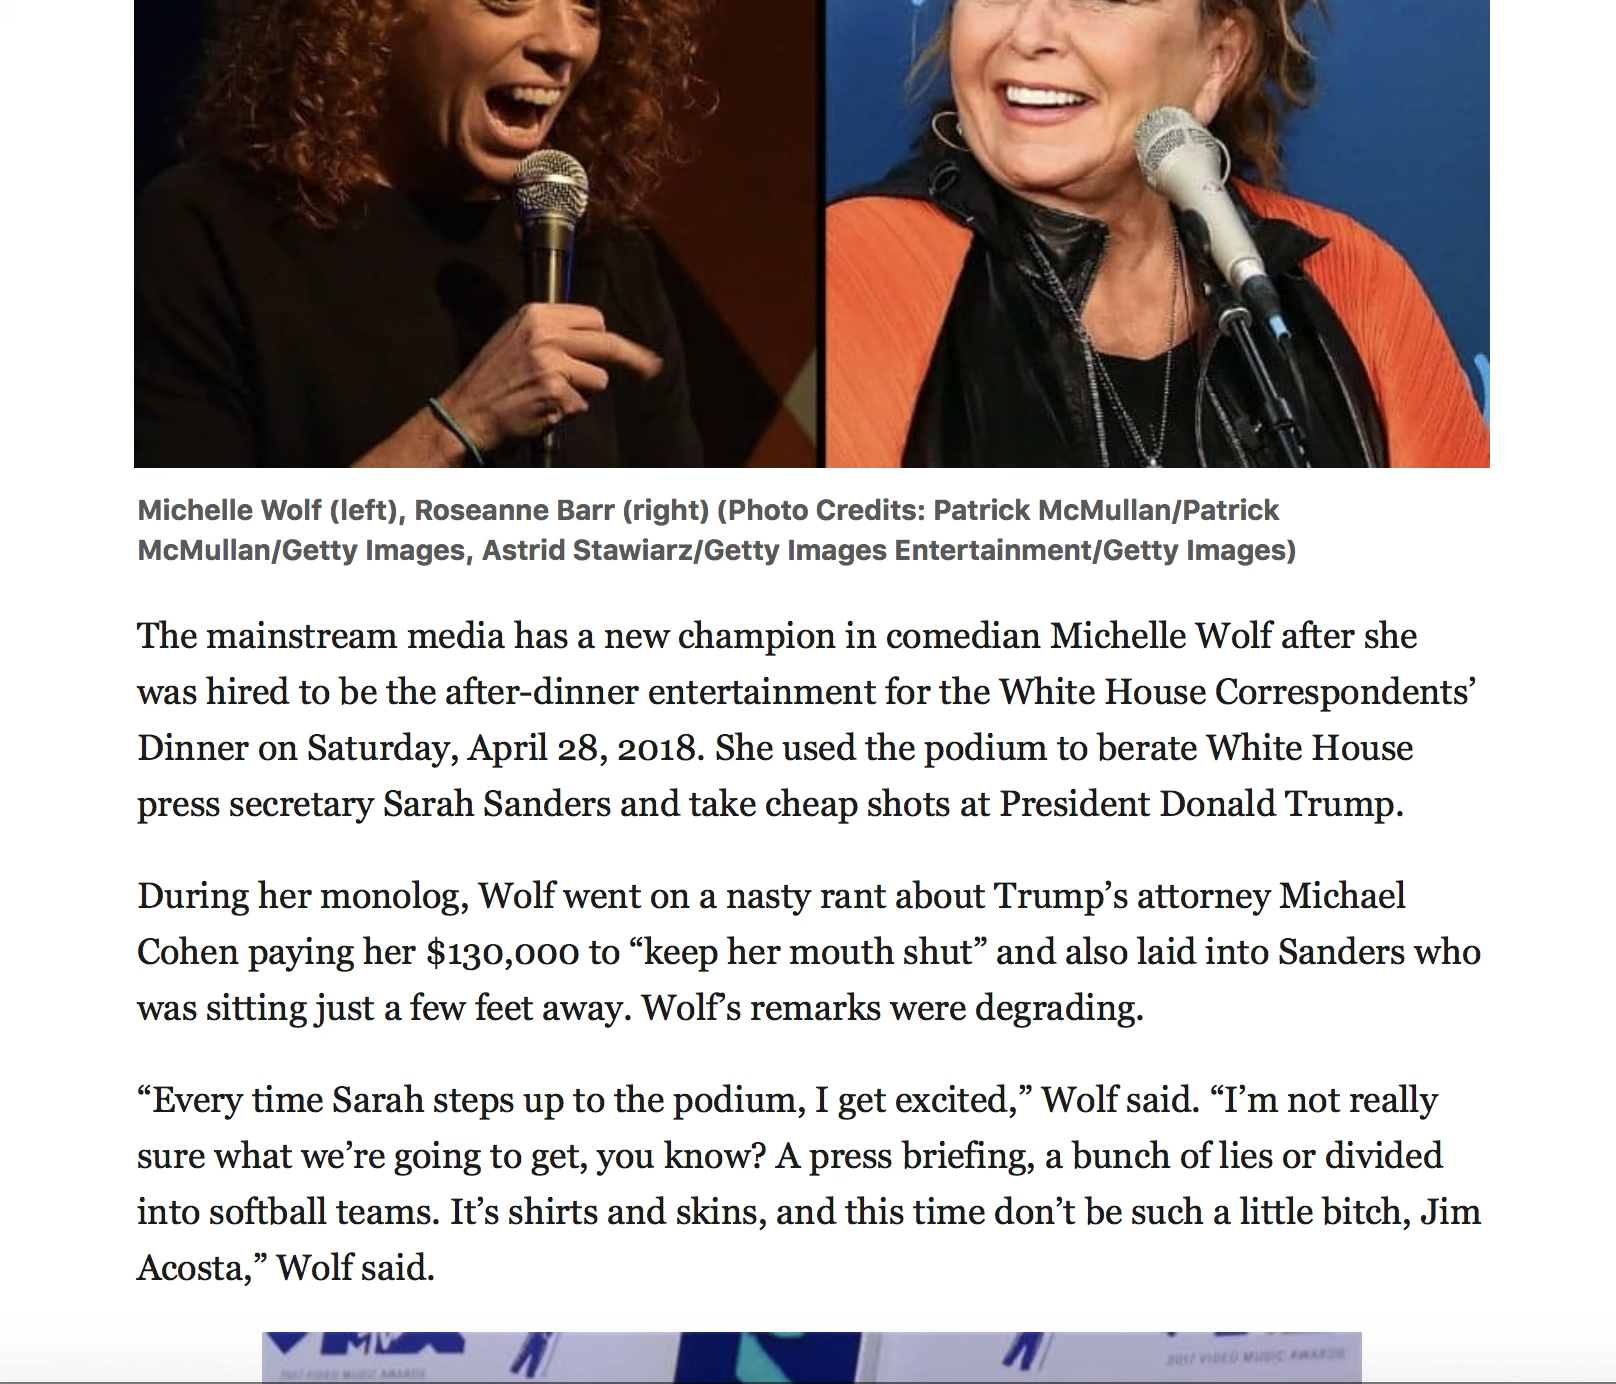 Michelle Wolf (left), Roseanne Barr (right) (Photo Credits: Patrick McMullan/Patrick
McMullan/Getty Images, Astrid Stawiarz/Getty Images Entertainment/Getty Images)
The mainstream media has a new champion in comedian Michelle Wolf after she
was hired to be the after-dinner entertainment for the White House Correspondents’
Dinner on Saturday, April 28, 2018. She used the podium to berate White House
press secretary Sarah Sanders and take cheap shots at President Donald Trump.
During her monolog, Wolf went on a nasty rant about Trump’s attorney Michael
Cohen paying her $130,000 to “keep her mouth shut” and also laid into Sanders who
was sitting just a few feet away. Wolf’s remarks were degrading.
“Every time Sarah steps up to the podium, I get excited,” Wolf said. “I’m not really
sure what we’re going to get, you know? A press briefing, a bunch of lies or divided
into softball teams. It’s shirts and skins, and this time don’t be such a little bitch, Jim
Acosta,” Wolf said.
2017 VIDEO MUSIC AWARDS
2017 VIDEO MUSIC AWARDS